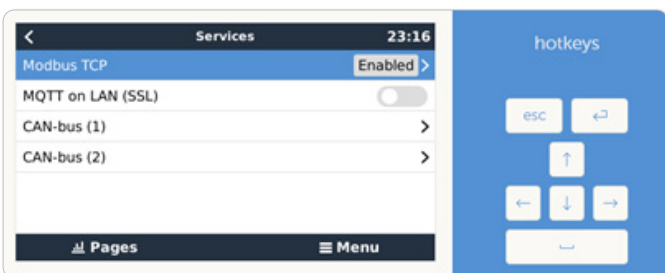 Services 23:16
Modbus TCP Enabled
MQTT on LAN (SSL)
CAN-bus (1)
CAN-bus (2)
Pages Menu
hotkeys
esc